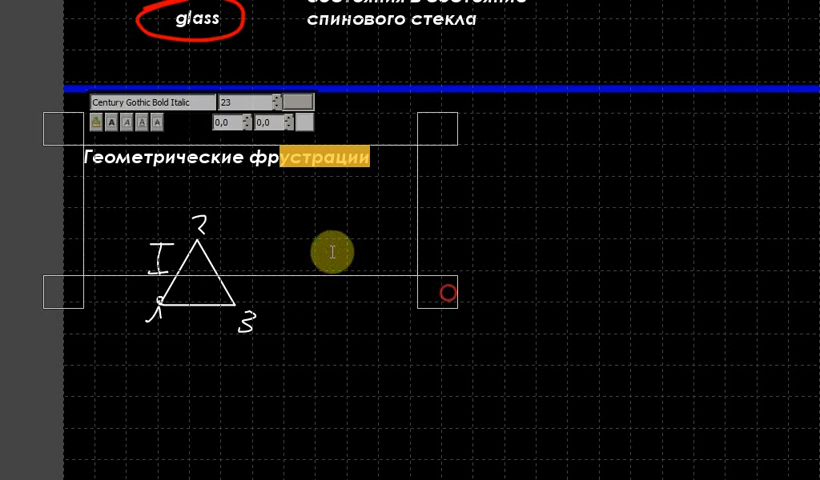 glass
спинового стекла
Century Gothic Bold Italic 23
A A A A 0,0 0,0
Геометрические фрустрации
2
I
1
3